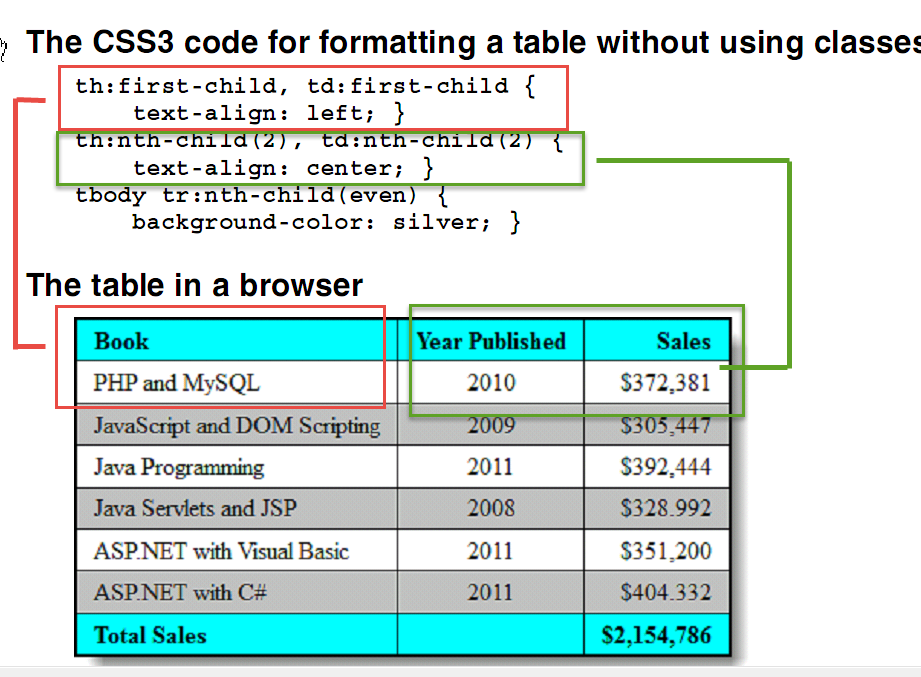 The CSS3 code for formatting a table without using classes
th:first-child, td:first-child {
text-align: left; }
th:nth-child(2), td:nth-child(2) {
text-align: center; }
tbody tr:nth-child(even) {
background-color: silver; }
The table in a browser
Book Year Published Sales
PHP and MySQL 2010 $372,381
JavaScript and DOM Scripting 2009 $305,447
Java Programming 2011 $392,444
Java Servlets and JSP 2008 $328.992
ASP.NET with Visual Basic 2011 $351,200
ASP.NET with C# 2011 $404.332
Total Sales $2,154,786